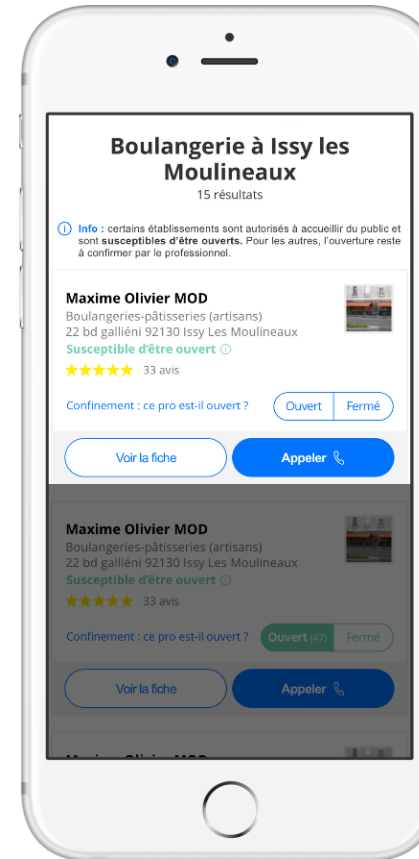 Boulangerie à Issy les
Moulineaux
15 résultats
Info : certains établissements sont autorisés à accueillir du public et
sont susceptibles d'être ouverts. Pour les autres, l'ouverture reste
à confirmer par le professionnel.
Maxime Olivier MOD
Boulangeries-pâtisseries (artisans)
22 bd galliéni 92130 Issy Les Moulineaux
Susceptible d'être ouvert
33 avis
Confinement : ce pro est-il ouvert ? Ouvert Fermé
Voir la fiche Appeler
Maxime Olivier MOD
Boulangeries-pâtisseries (artisans)
22 bd galliéni 92130 Issy Les Moulineaux
Susceptible d'être ouvert
33 avis
Confinement : ce pro est-il ouvert ? Ouvert (47) Fermé
Voir la fiche Appeler
Maxime Olivier MOD